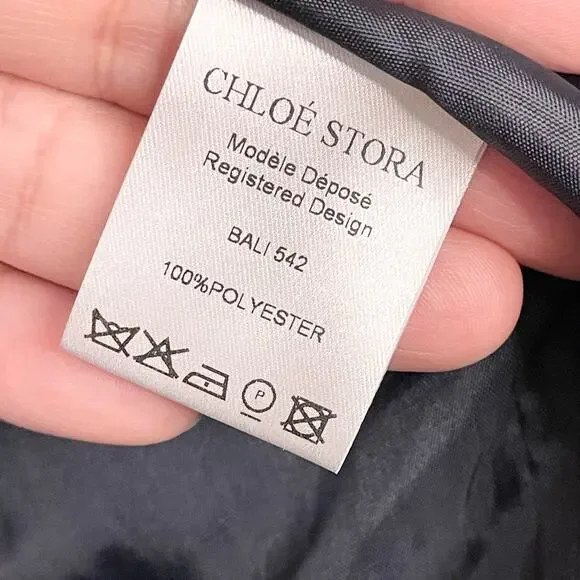 CHLOÉ STORA
Modèle Déposé
Registered Design
BALI 542
100%POLYESTER
P